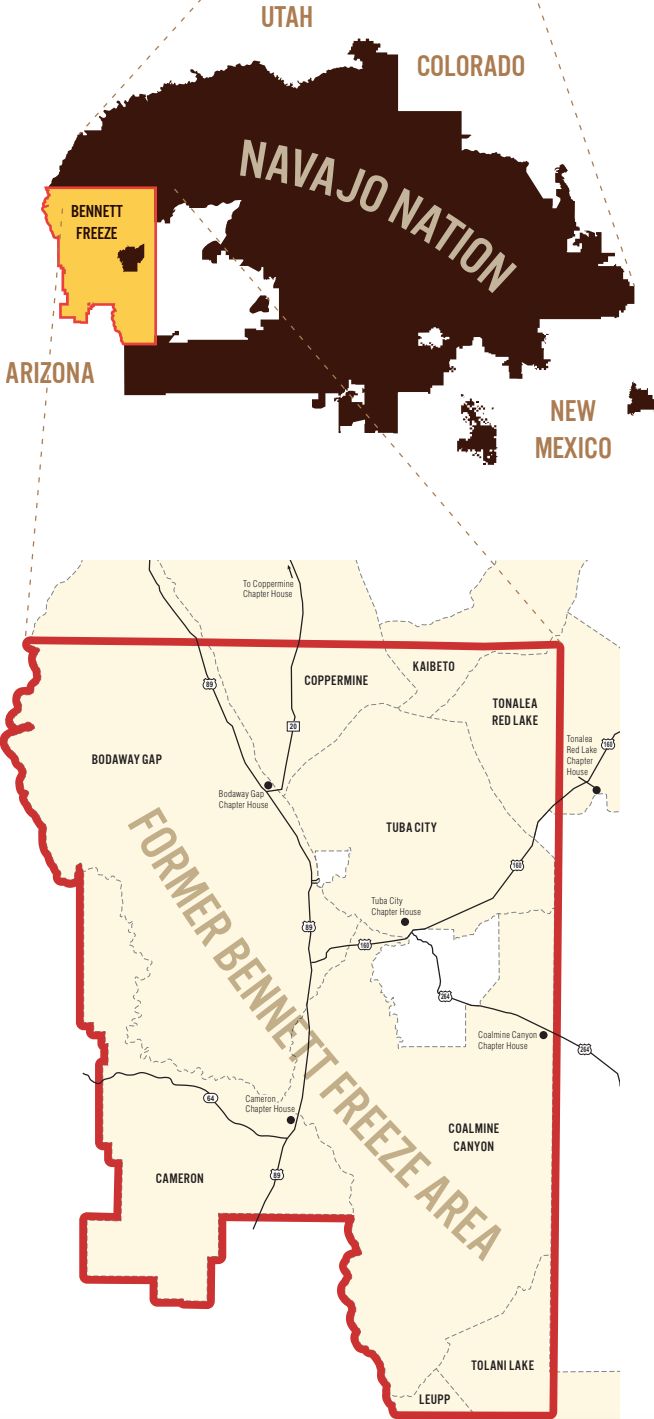 UTAH
COLORADO
NAVAJO NATION
BENNETT
FREEZE
ARIZONA
NEW
MEXICO
To Coppermine
Chapter House
KAIBETO
COPPERMINE
89
TONALEA
RED LAKE
20
Tonalea
Red Lake
Chapter
House
160
BODAWAY GAP
Bodaway Gap
Chapter House
TUBA CITY
FORMER BENNETT FREEZE AREA
160
Tuba City
Chapter House
89
160
264
Coalmine Canyon
Chapter House
264
64
Cameron
Chapter House
COALMINE
CANYON
CAMERON
89
TOLANI LAKE
LEUPP